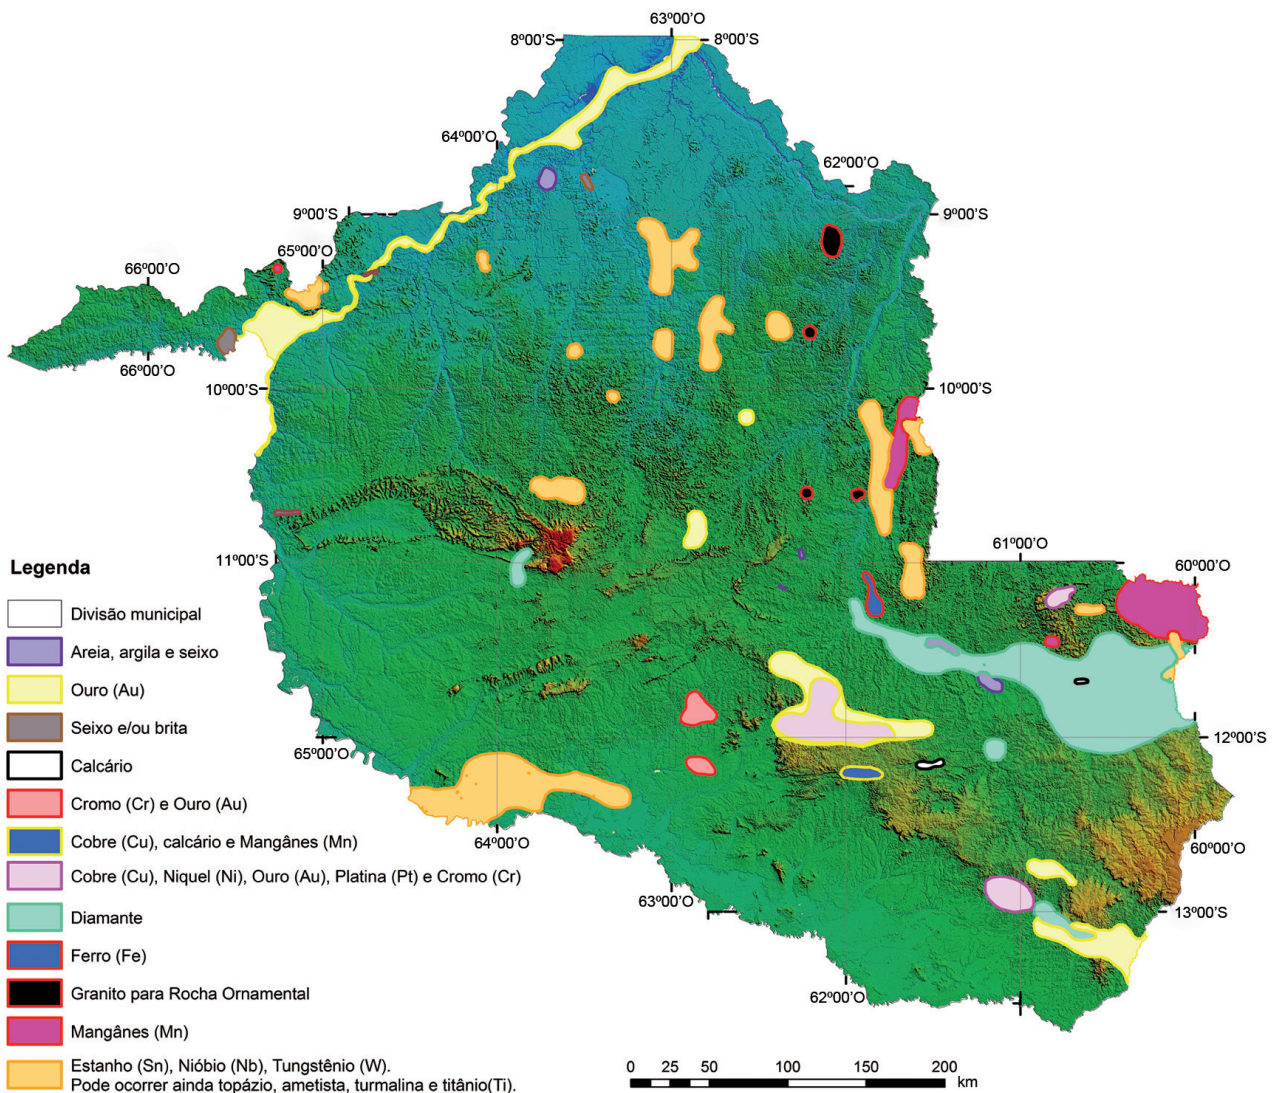 63º00’O
8º00’S
8º00’S
64º00’O
62º00’O
9º00’S
9º00’S
65º00’O
66º00’O
66º00’O
10º00’S
10º00’S
11º00’S
61º00’O
60º00’O
12º00’S
65º00’O
64º00’O
60º00’O
63º00’O
13º00’S
62º00’O
Legenda
Divisão municipal
Areia, argila e seixo
Ouro (Au)
Seixo e/ou brita
Calcário
Cromo (Cr) e Ouro (Au)
Cobre (Cu), calcário e Mangânes (Mn)
Cobre (Cu), Niquel (Ni), Ouro (Au), Platina (Pt) e Cromo (Cr)
Diamante
Ferro (Fe)
Granito para Rocha Ornamental
Mangânes (Mn)
Estanho (Sn), Nióbio (Nb), Tungstênio (W).
Pode ocorrer ainda topázio, ametista, turmalina e titânio(Ti).
0 25 50 100 150 200
km